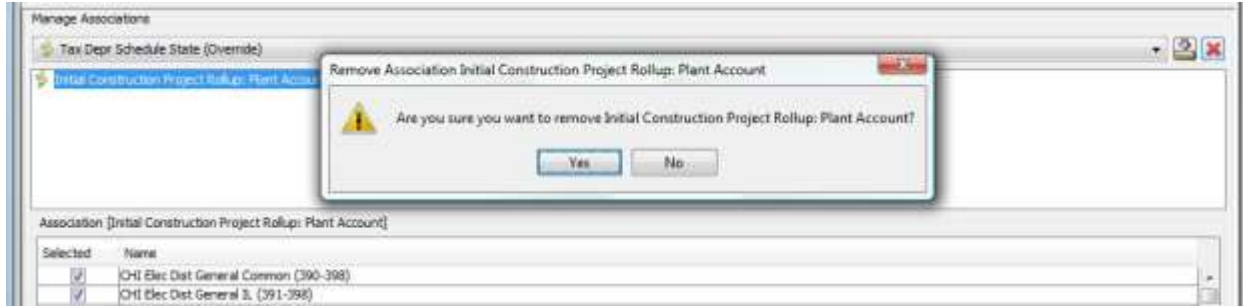 Manage Associations
Tax Depr Schedule State (Override)
Initial Construction Project Rollup: Plant Accou
Remove Association Initial Construction Project Rollup: Plant Account
Are you sure you want to remove Initial Construction Project Rollup: Plant Account?
Yes No
Association [Initial Construction Project Rollup: Plant Account]
Selected Name
CHI Elec Dist General Common (390-398)
CHI Elec Dist General IL (391-398)